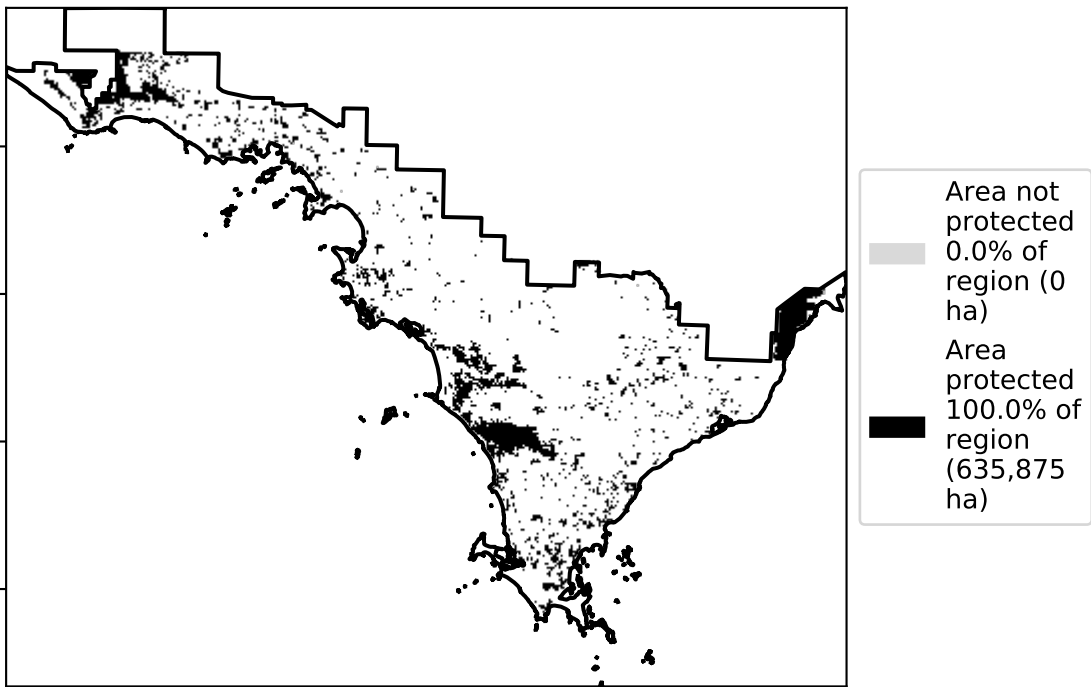 Area not
protected
0.0% of
region (0
ha)
Area
protected
100.0% of
region
(635,875
ha)